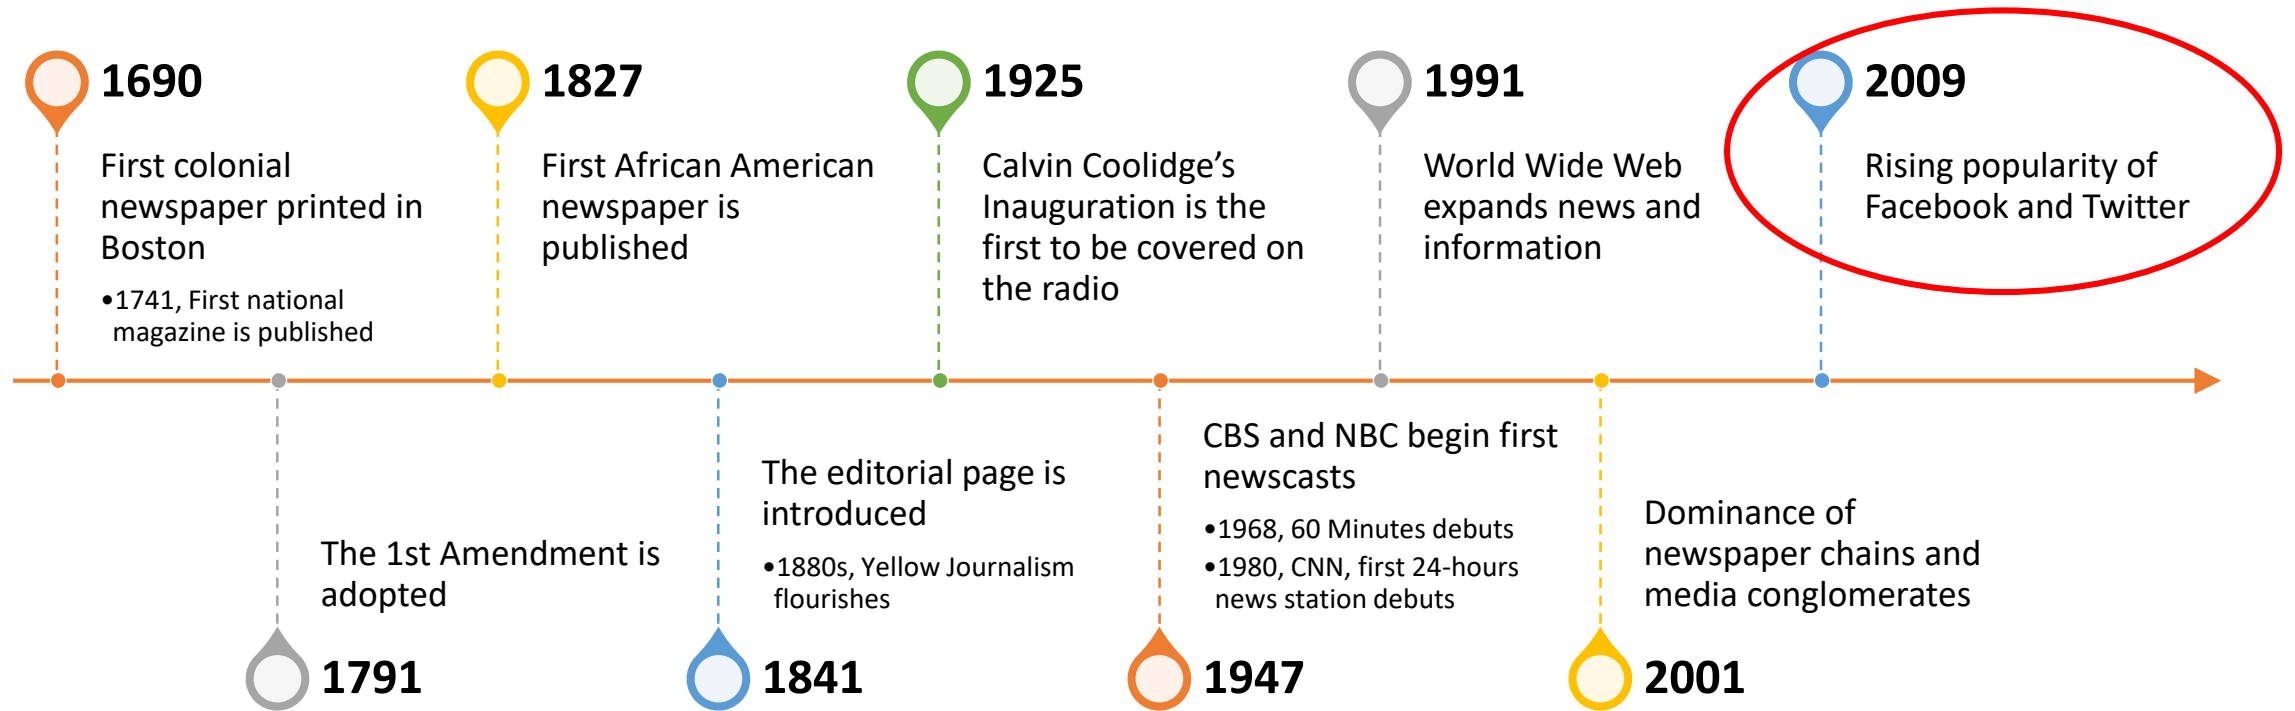 1690
First colonial
newspaper printed in
Boston
•1741, First national
magazine is published
1791
The 1st Amendment is
adopted
1827
First African American
newspaper is
published
1841
The editorial page is
introduced
•1880s, Yellow Journalism
flourishes
1925
Calvin Coolidge’s
Inauguration is the
first to be covered on
the radio
1947
CBS and NBC begin first
newscasts
•1968, 60 Minutes debuts
•1980, CNN, first 24-hours
news station debuts
1991
World Wide Web
expands news and
information
2001
Dominance of
newspaper chains and
media conglomerates
2009
Rising popularity of
Facebook and Twitter